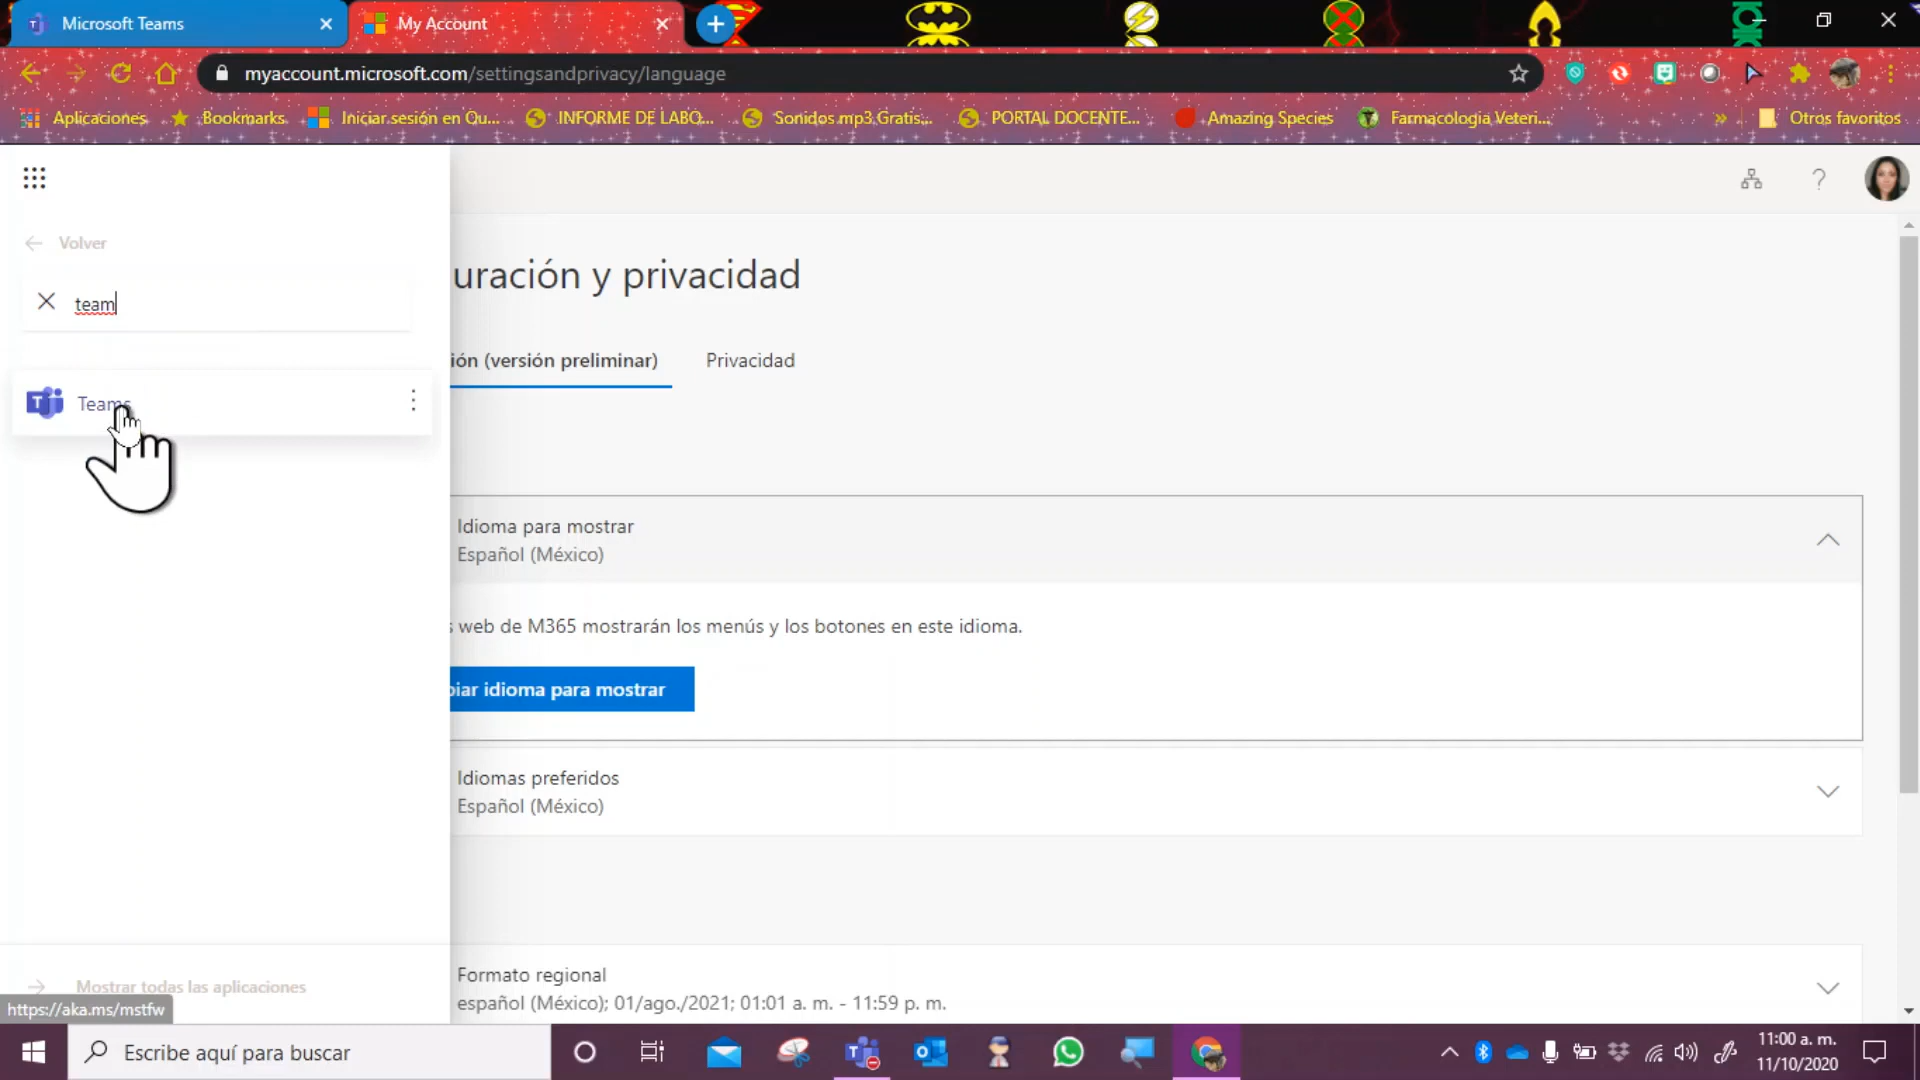 Microsoft Teams
My Account
myaccount.microsoft.com/settingsandprivacy/language
Aplicaciones
Bookmarks
Iniciar sesión en Qu...
INFORME DE LABO...
Sonidos mp3 Gratis...
PORTAL DOCENTE...
Amazing Species
Farmacologia Veteri...
»
Otros favoritos
Volver
team
Teams
uración y privacidad
ión (versión preliminar)
Privacidad
Idioma para mostrar
Español (México)
s web de M365 mostrarán los menús y los botones en este idioma.
biar idioma para mostrar
Idiomas preferidos
Español (México)
Formato regional
español (México); 01/ago./2021; 01:01 a. m. - 11:59 p. m.
Mostrar todas las aplicaciones
https://aka.ms/mstfw
Escribe aquí para buscar
11:00 a. m.
11/10/2020